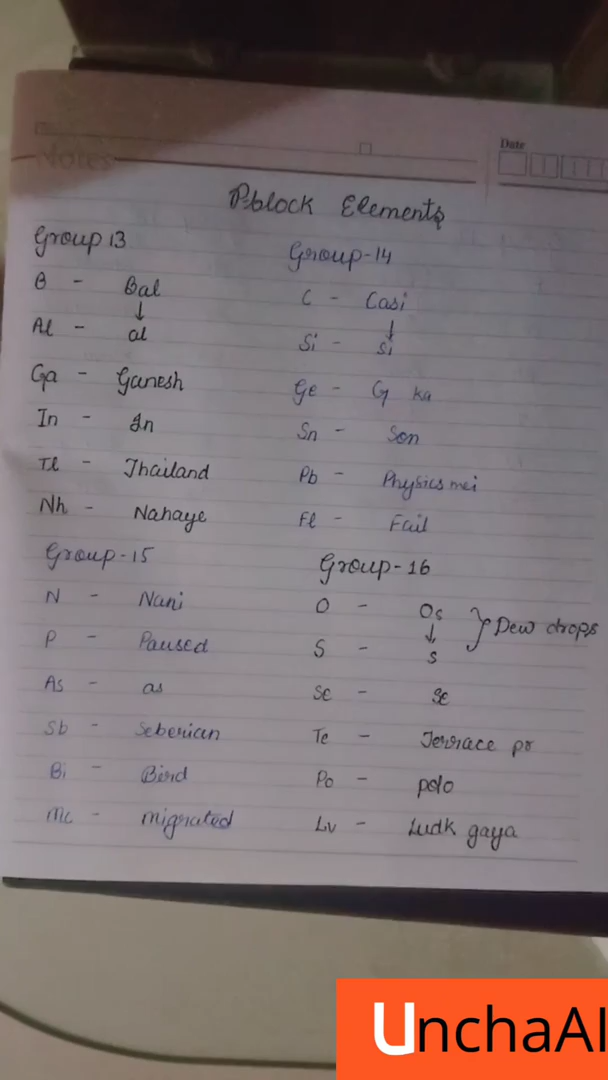 Notes
Date
P-block Elements
Group 13
B - Bal
↓
Al - al
Ga - Ganesh
In - In
Tl - Thailand
Nh - Nahaye
Group-14
C - Casi
↓
Si - Si
Ge - G ka
Sn - Son
Pb - Physics mei
Fl - Fail
Group-15
N - Nani
P - Paused
As - as
Sb - Seberian
Bi - Bird
Mc - migrated
Group-16
O - Os } Dew drops
↓
S - s
Se - se
Te - Terrace pr
Po - polo
Lv - Ludk gaya
UnchaAI